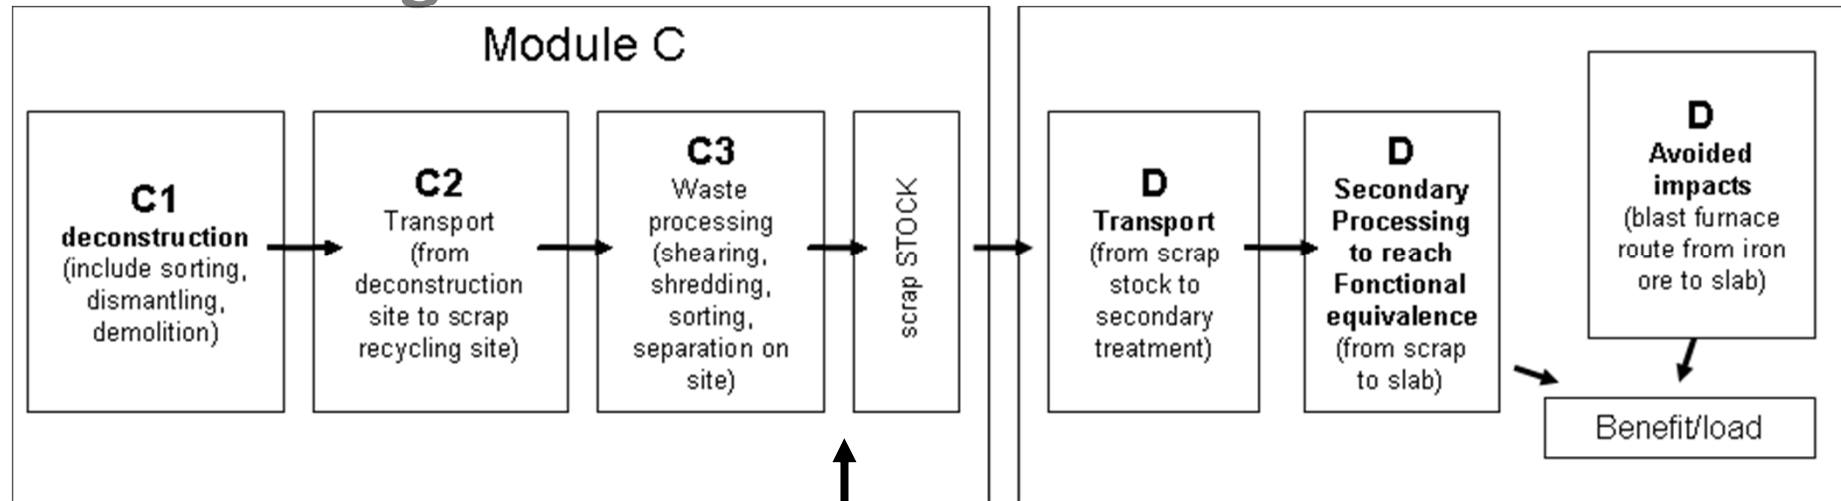 Module C
C1
deconstruction
(include sorting,
dismantling,
demolition)
C2
Transport
(from
deconstruction
site to scrap
recycling site)
C3
Waste
processing
(shearing,
shredding,
sorting,
separation on
site)
scrap STOCK
D
Transport
(from scrap
stock to
secondary
treatment)
D
Secondary
Processing
to reach
Fonctional
equivalence
(from scrap
to slab)
D
Avoided
impacts
(blast furnace
route from iron
ore to slab)
Benefit/load